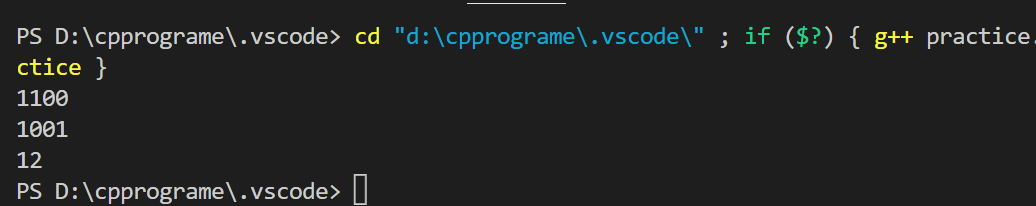 PS D:\cpprograme\.vscode> cd "d:\cpprograme\.vscode\" ; if ($?) { g++ practice.
ctice }
1100
1001
12
PS D:\cpprograme\.vscode>